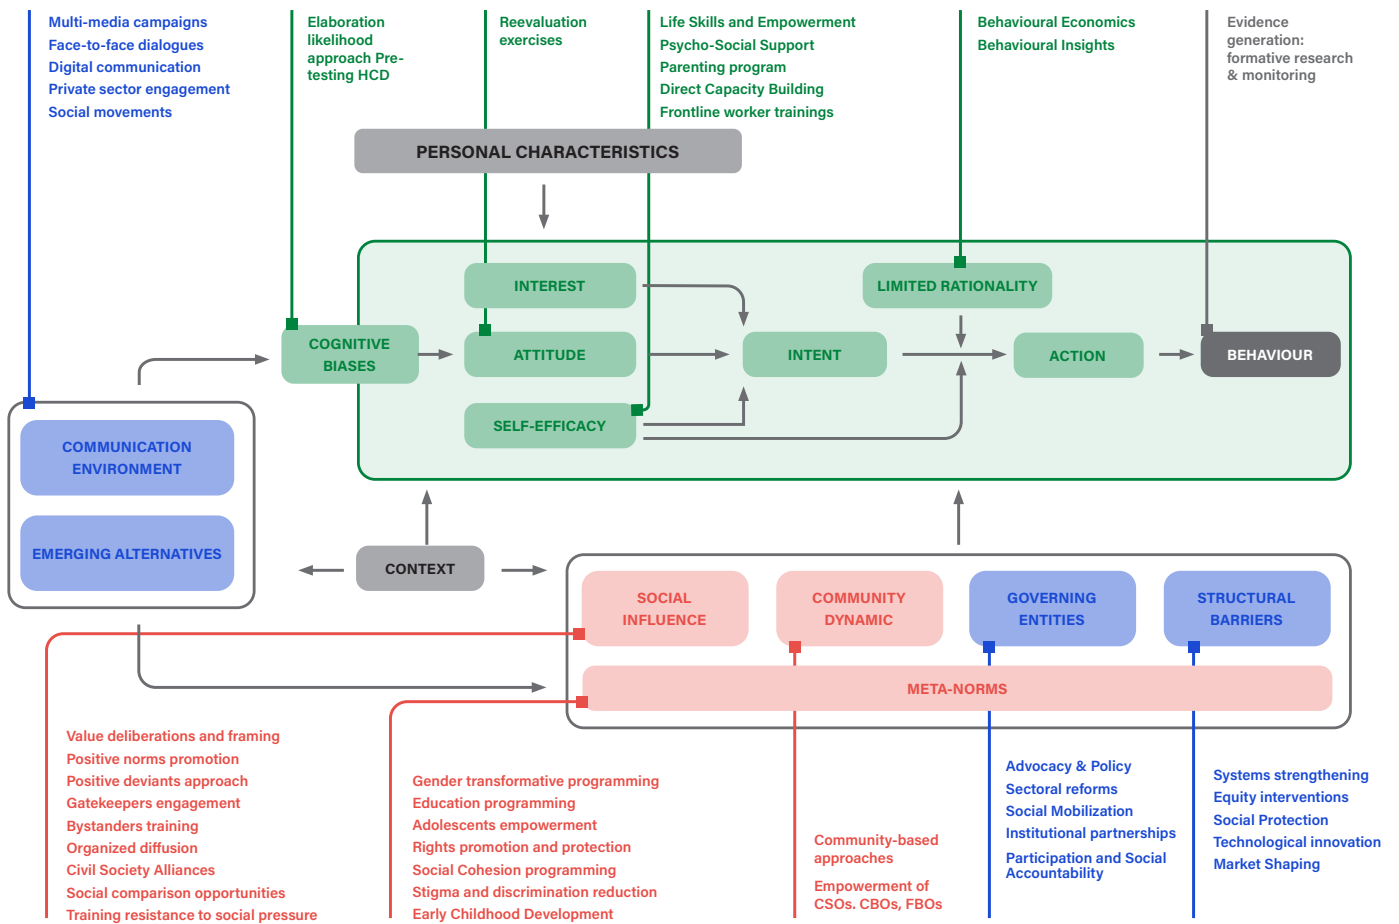 Multi-media campaigns
Face-to-face dialogues
Digital communication
Private sector engagement
Social movements
Elaboration
likelihood
approach Pre-
testing HCD
Reevaluation
exercises
Life Skills and Empowerment
Psycho-Social Support
Parenting program
Direct Capacity Building
Frontline worker trainings
Behavioural Economics
Behavioural Insights
Evidence
generation:
formative research
& monitoring
PERSONAL CHARACTERISTICS
INTEREST
LIMITED RATIONALITY
COGNITIVE
BIASES
ATTITUDE
INTENT
ACTION
BEHAVIOUR
SELF-EFFICACY
COMMUNICATION
ENVIRONMENT
EMERGING ALTERNATIVES
CONTEXT
SOCIAL
INFLUENCE
COMMUNITY
DYNAMIC
GOVERNING
ENTITIES
STRUCTURAL
BARRIERS
META-NORMS
Value deliberations and framing
Positive norms promotion
Positive deviants approach
Gatekeepers engagement
Bystanders training
Organized diffusion
Civil Society Alliances
Social comparison opportunities
Training resistance to social pressure
Gender transformative programming
Education programming
Adolescents empowerment
Rights promotion and protection
Social Cohesion programming
Stigma and discrimination reduction
Early Childhood Development
Community-based
approaches
Empowerment of
CSOs. CBOs, FBOs
Advocacy & Policy
Sectoral reforms
Social Mobilization
Institutional partnerships
Participation and Social
Accountability
Systems strengthening
Equity interventions
Social Protection
Technological innovation
Market Shaping